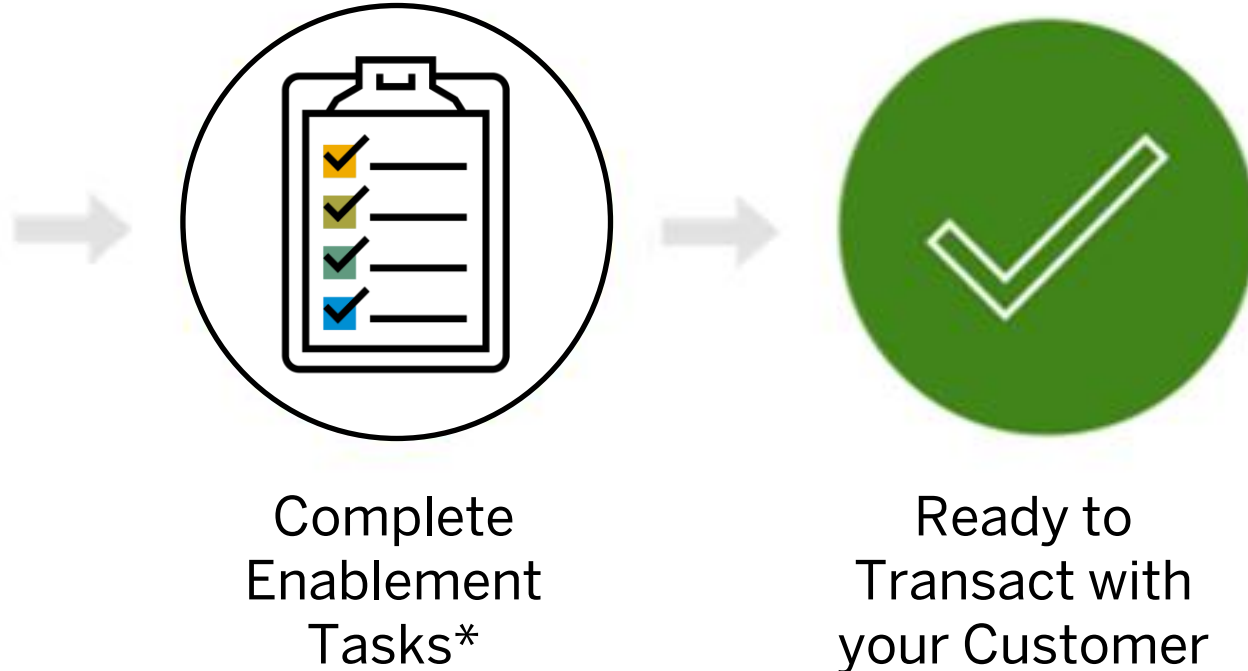 Complete
Enablement
Tasks*
Ready to
Transact with
your Customer